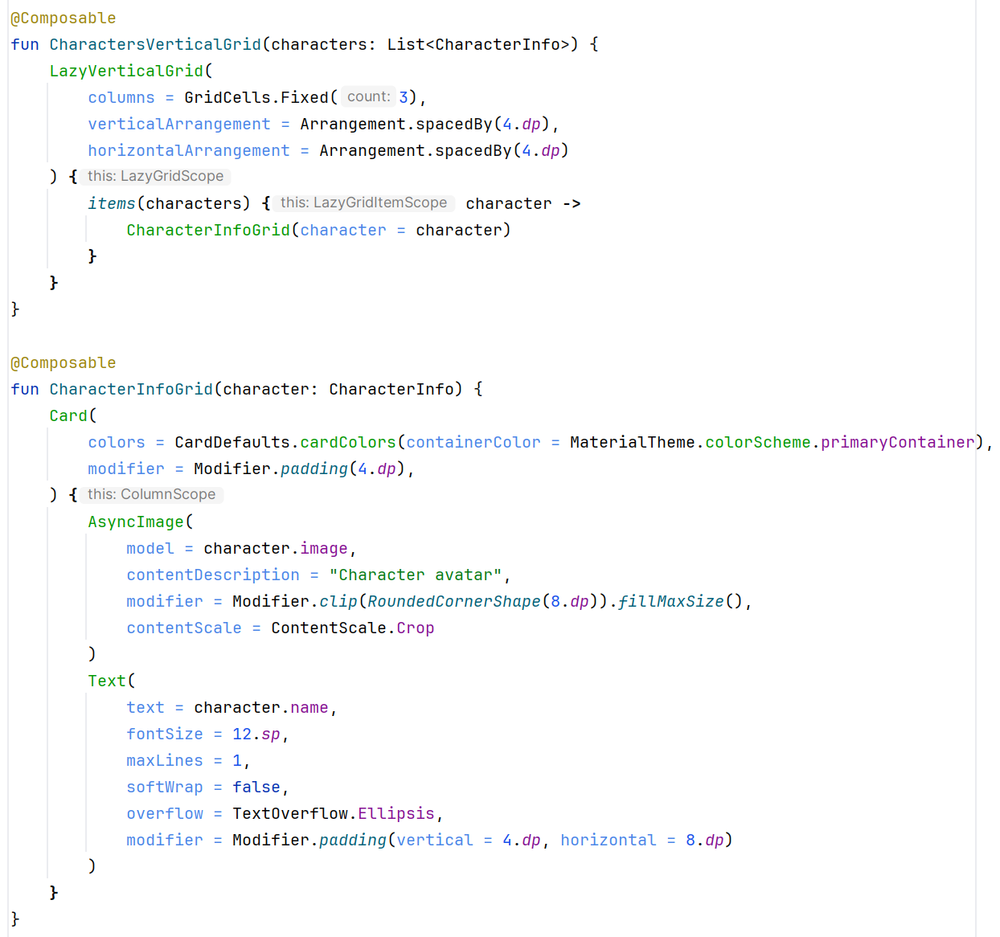 @Composable
fun CharactersVerticalGrid(characters: List<CharacterInfo>) {
    LazyVerticalGrid(
        columns = GridCells.Fixed( count: 3),
        verticalArrangement = Arrangement.spacedBy(4.dp),
        horizontalArrangement = Arrangement.spacedBy(4.dp)
    ) { this: LazyGridScope
        items(characters) { this: LazyGridItemScope character ->
            CharacterInfoGrid(character = character)
        }
    }
}

@Composable
fun CharacterInfoGrid(character: CharacterInfo) {
    Card(
        colors = CardDefaults.cardColors(containerColor = MaterialTheme.colorScheme.primaryContainer),
        modifier = Modifier.padding(4.dp),
    ) { this: ColumnScope
        AsyncImage(
            model = character.image,
            contentDescription = "Character avatar",
            modifier = Modifier.clip(RoundedCornerShape(8.dp)).fillMaxSize(),
            contentScale = ContentScale.Crop
        )
        Text(
            text = character.name,
            fontSize = 12.sp,
            maxLines = 1,
            softWrap = false,
            overflow = TextOverflow.Ellipsis,
            modifier = Modifier.padding(vertical = 4.dp, horizontal = 8.dp)
        )
    }
}